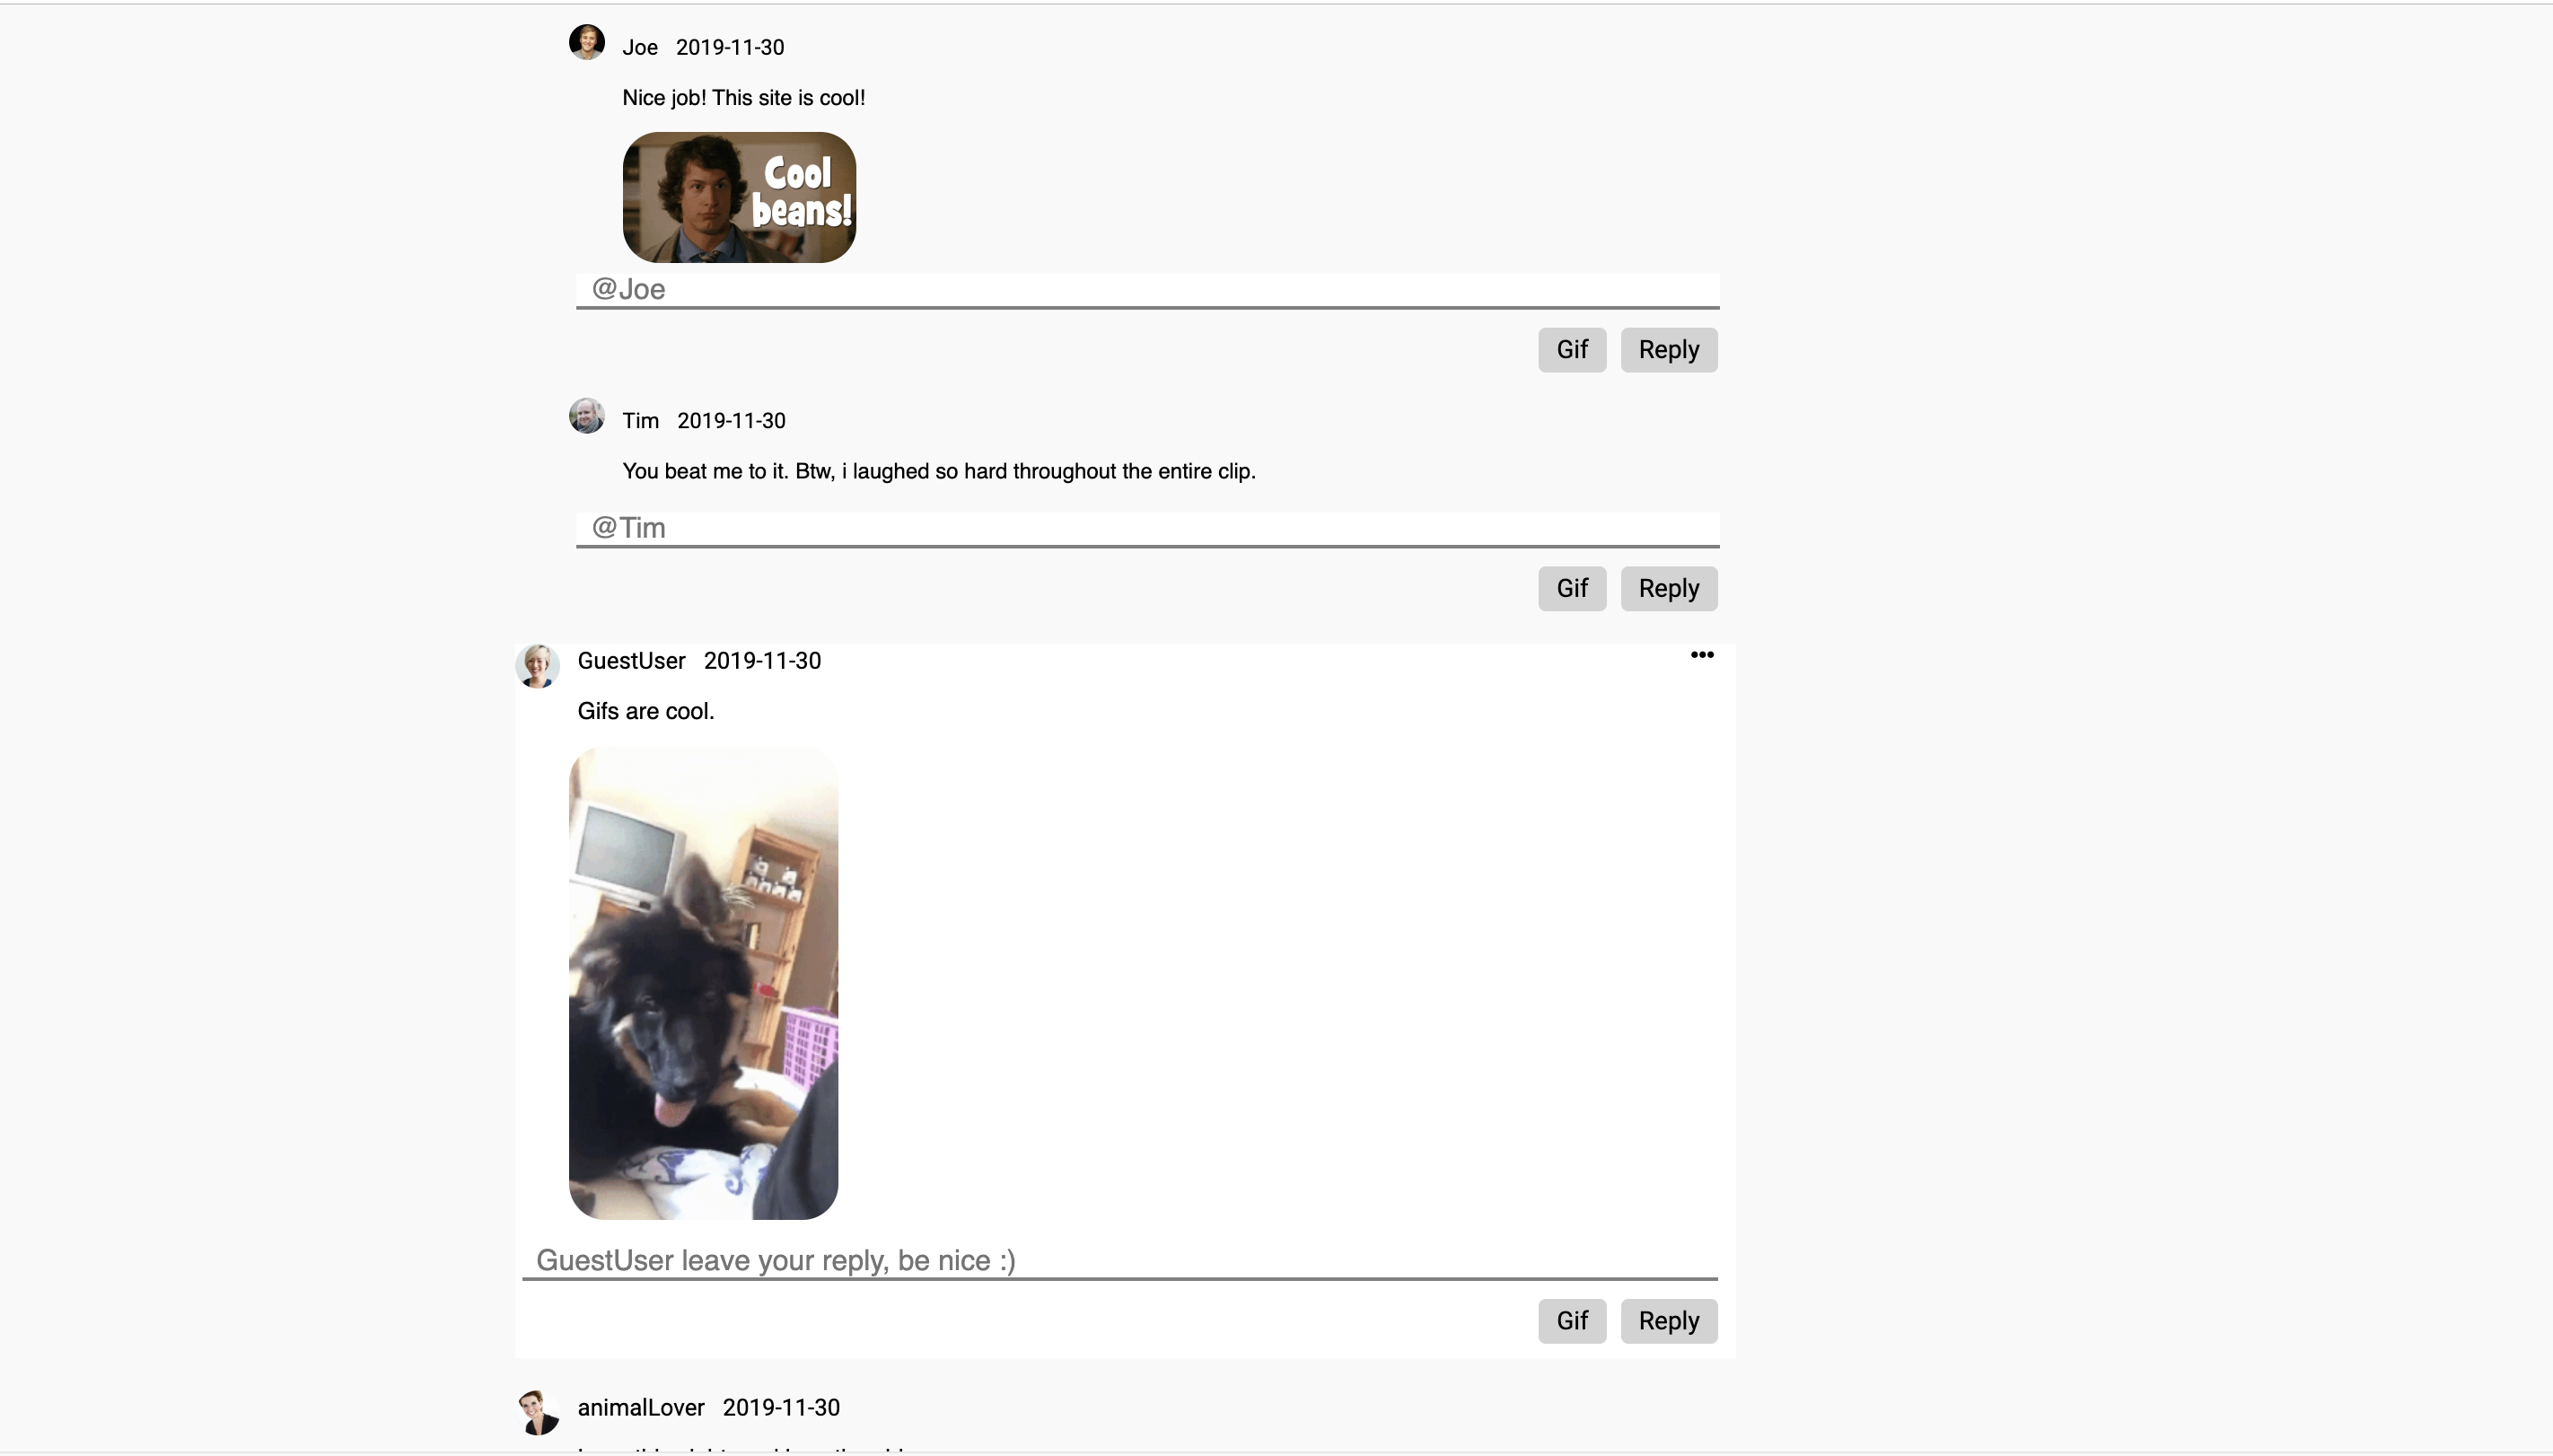 Joe 2019-11-30
Nice job! This site is cool!
Cool
beans!
@Joe
Gif Reply
Tim 2019-11-30
You beat me to it. Btw, i laughed so hard throughout the entire clip.
@Tim
Gif Reply
GuestUser 2019-11-30
•••
Gifs are cool.
GuestUser leave your reply, be nice :)
Gif Reply
animalLover 2019-11-30